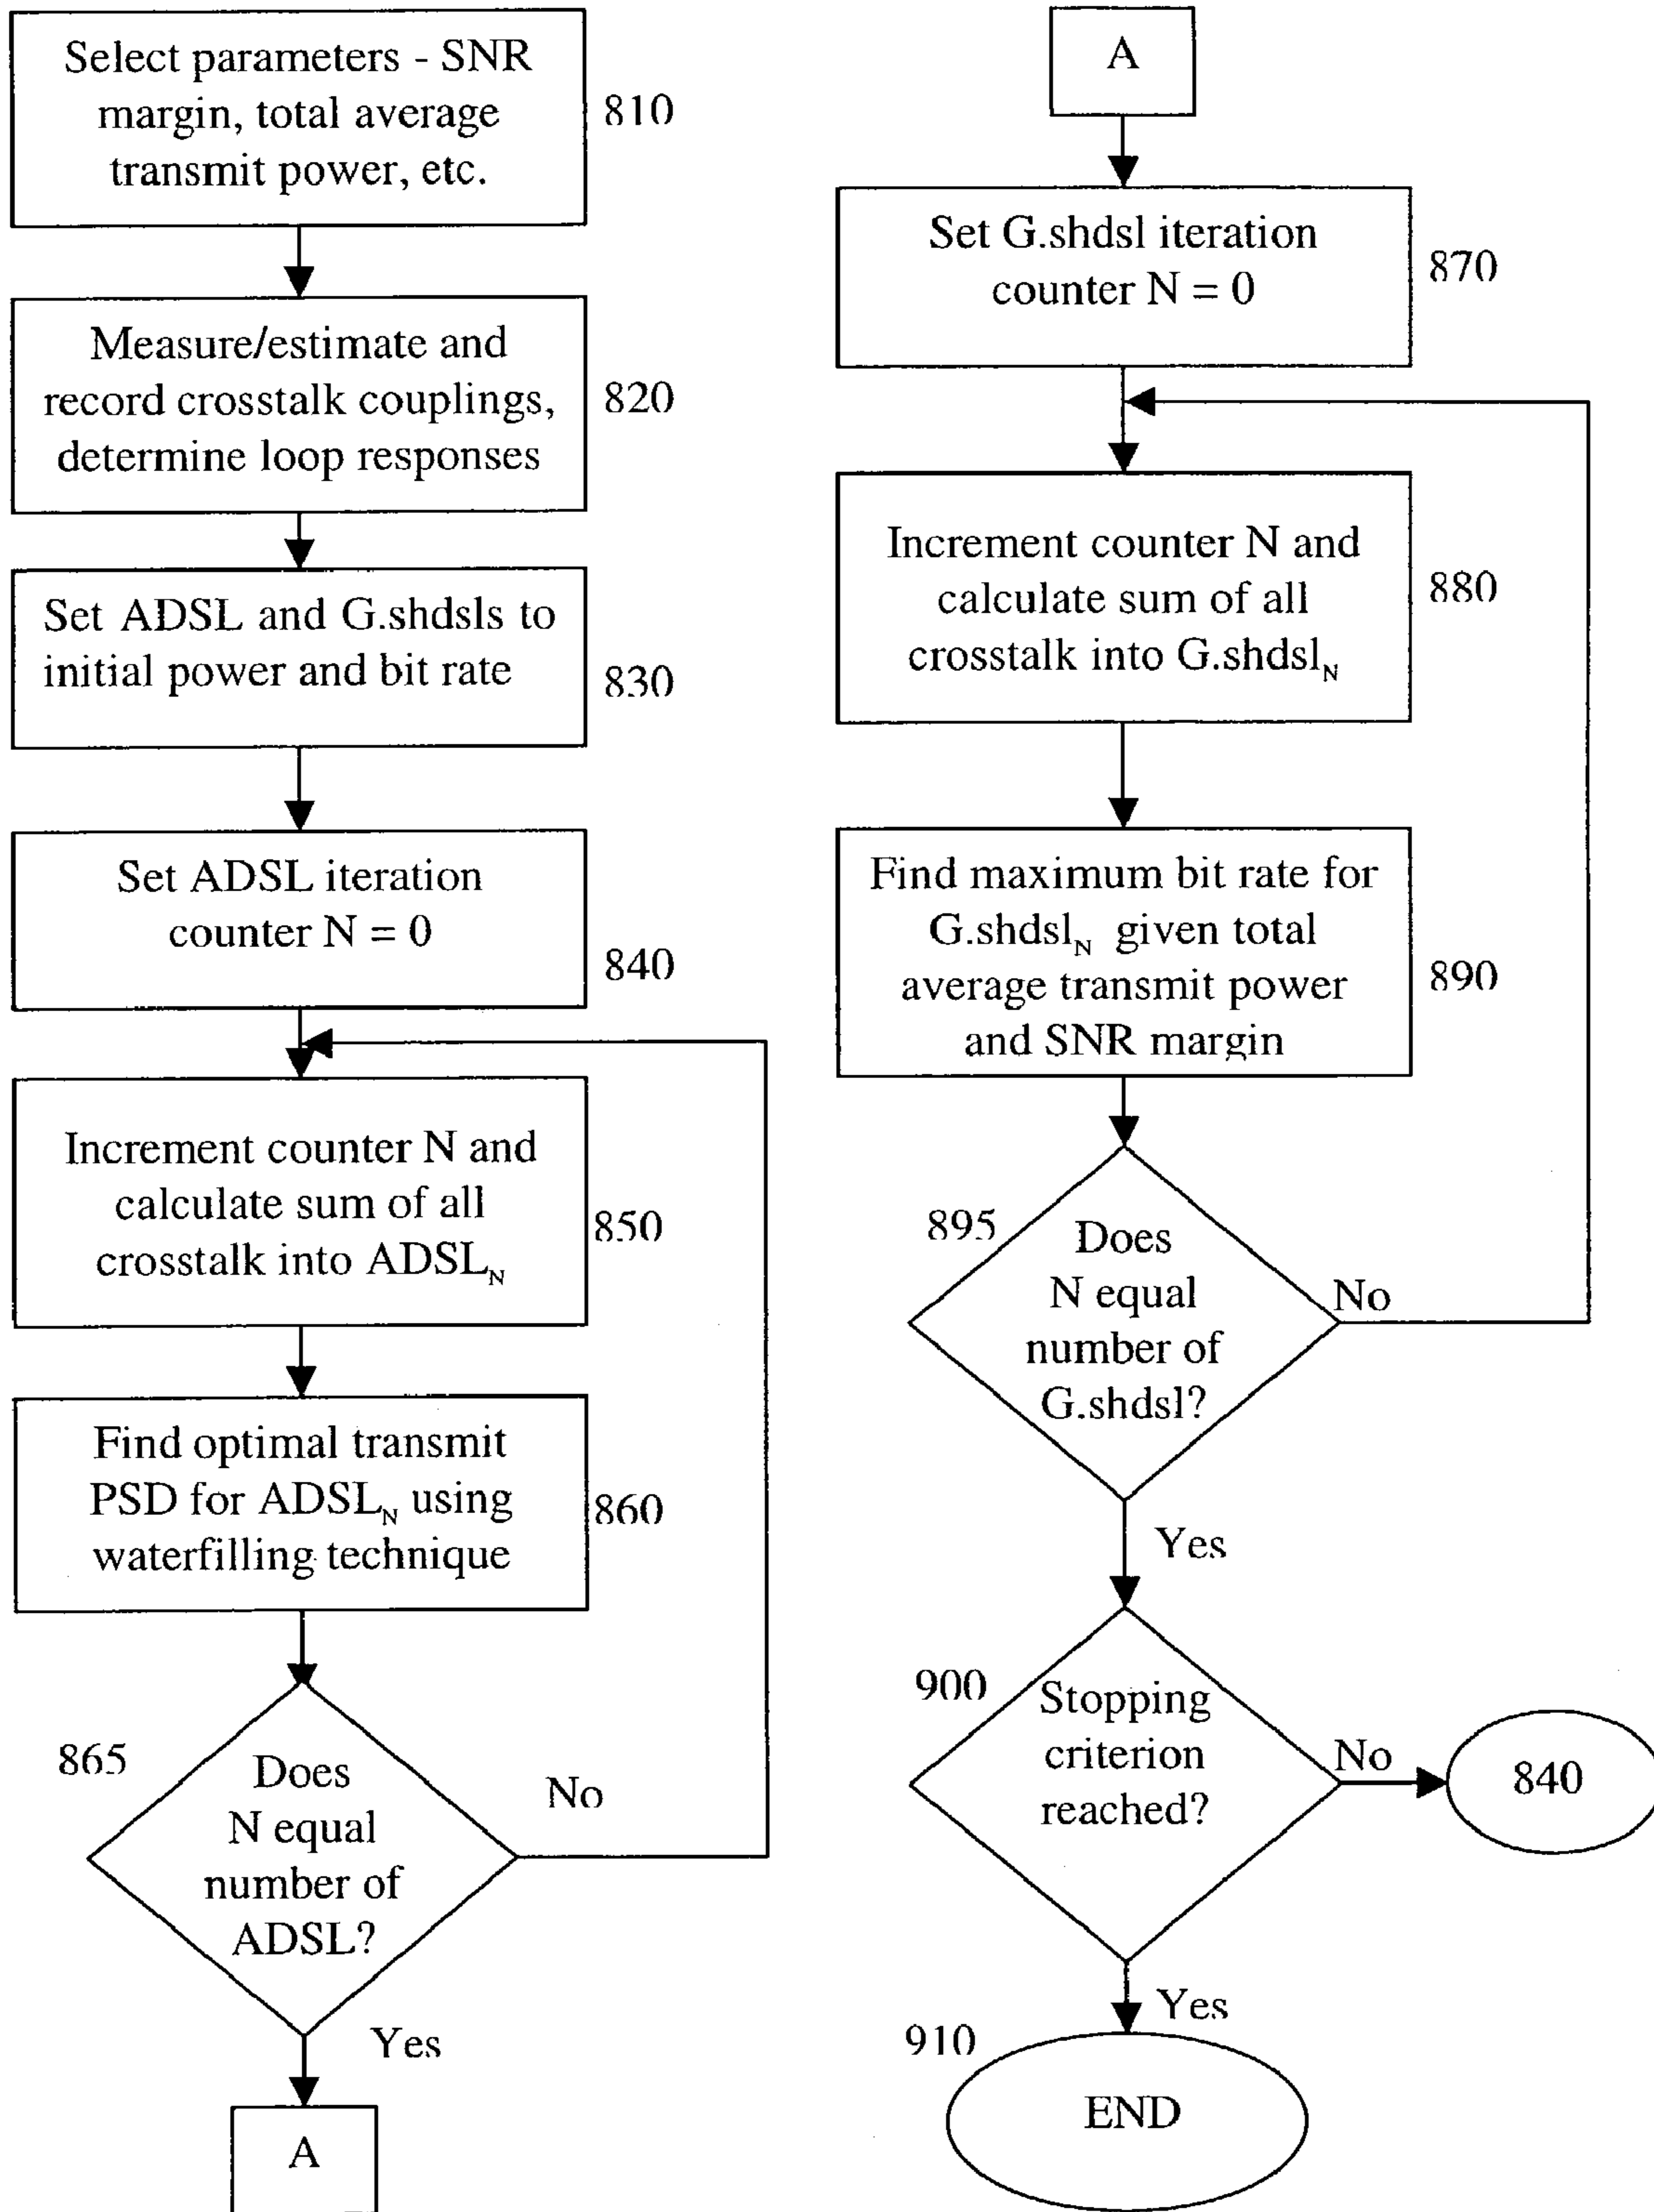 Select parameters - SNR
margin, total average
transmit power, etc.
810
Measure/estimate and
record crosstalk couplings,
determine loop responses
820
Set ADSL and G.shdsls to
initial power and bit rate
830
Set ADSL iteration
counter N = 0
840
Increment counter N and
calculate sum of all
crosstalk into ADSL_N
850
Find optimal transmit
PSD for ADSL_N using
waterfilling technique
860
865
Does
N equal
number of
ADSL?
No
Yes
A
A
Set G.shdsl iteration
counter N = 0
870
Increment counter N and
calculate sum of all
crosstalk into G.shdsl_N
880
Find maximum bit rate for
G.shdsl_N given total
average transmit power
and SNR margin
890
895
Does
N equal
number of
G.shdsl?
No
Yes
900
Stopping
criterion
reached?
No
840
Yes
910
END